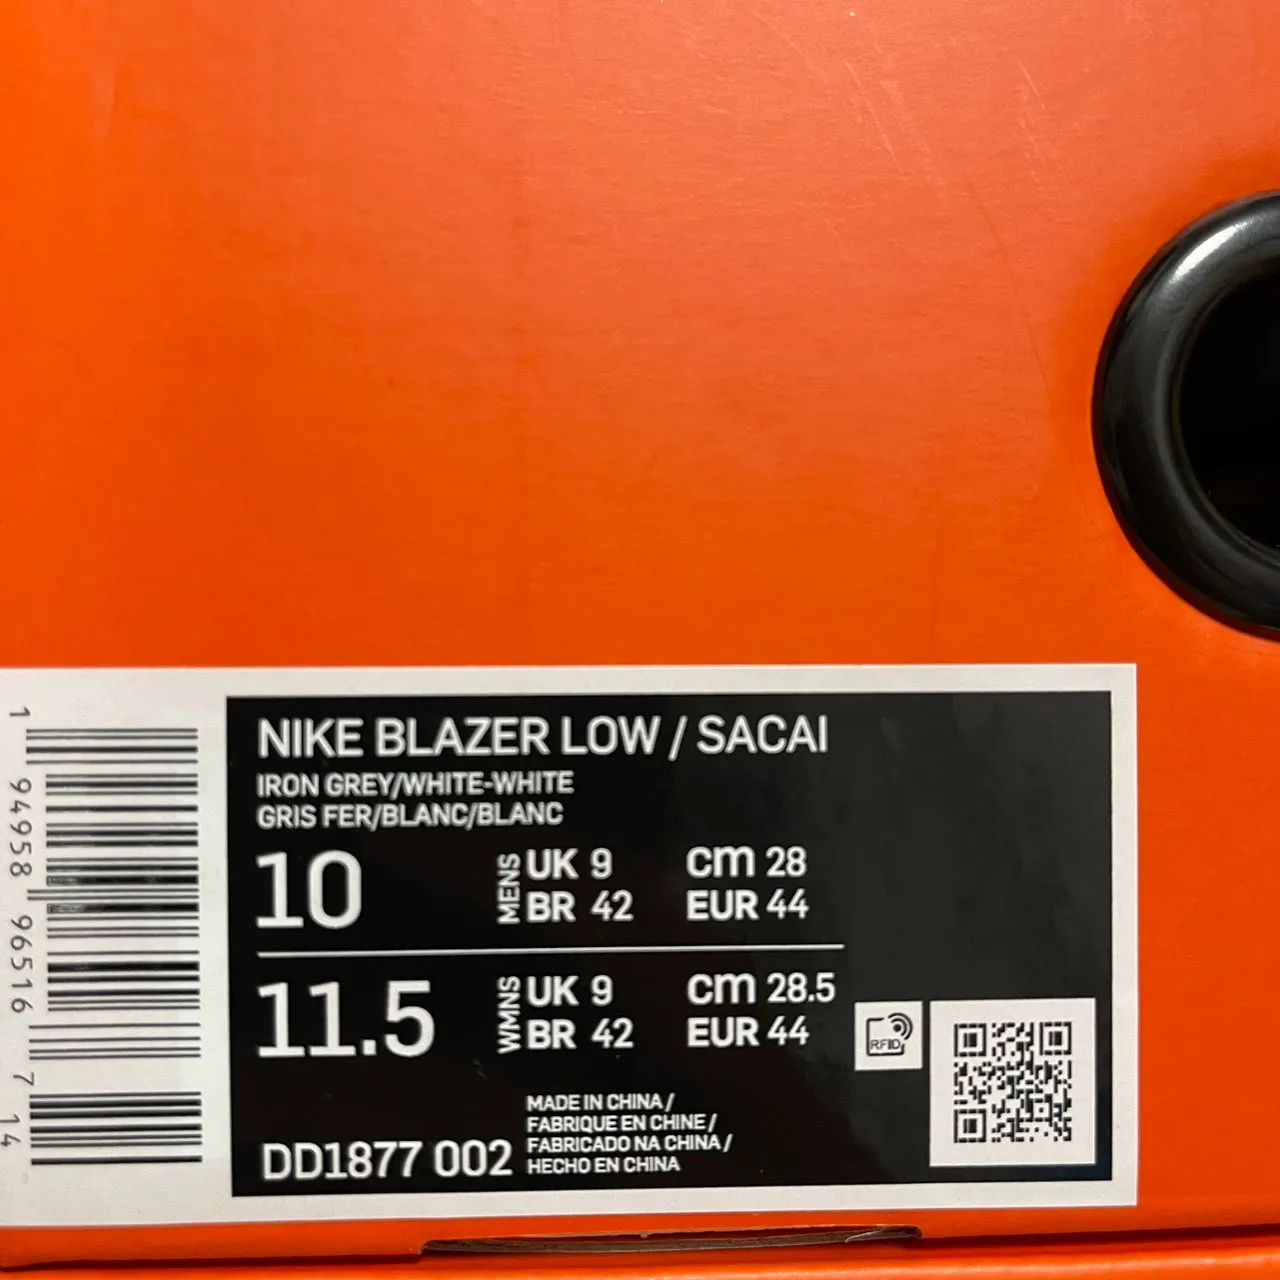 NIKE BLAZER LOW / SACAI
IRON GREY/WHITE-WHITE
GRIS FER/BLANC/BLANC
10 MENS UK 9 CM 28
BR 42 EUR 44
11.5 WMNS UK 9 CM 28.5
BR 42 EUR 44
MADE IN CHINA /
FABRIQUE EN CHINE /
FABRICADO NA CHINA /
HECHO EN CHINA
DD1877 002
RFID
1 94958 96516 7 14